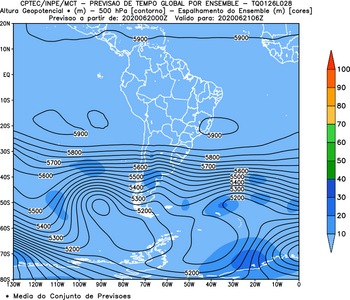 CPTEC/INPE/MCT - PREVISAO DE TEMPO GLOBAL POR ENSEMBLE - TQ0126L028
Altura Geopotencial * (m) - 500 hPa [contorno] - Espalhamento do Ensemble (m) [cores]
Previsao a partir de: 2020062000Z Valido para: 2020062106Z
20N
10N
EQ
10S
20S
30S
40S
50S
60S
70S
80S
130W
120W
110W
100W
90W
80W
70W
60W
50W
40W
30W
20W
10W
0
5900
5900
5900
5800
5800
5700
5700
5600
5600
5600
5500
5500
5500
5400
5400
5400
5400
5300
5300
5300
5200
5200
5200
5200
100
90
80
70
60
50
40
30
20
10
* Media do Conjunto de Previsoes